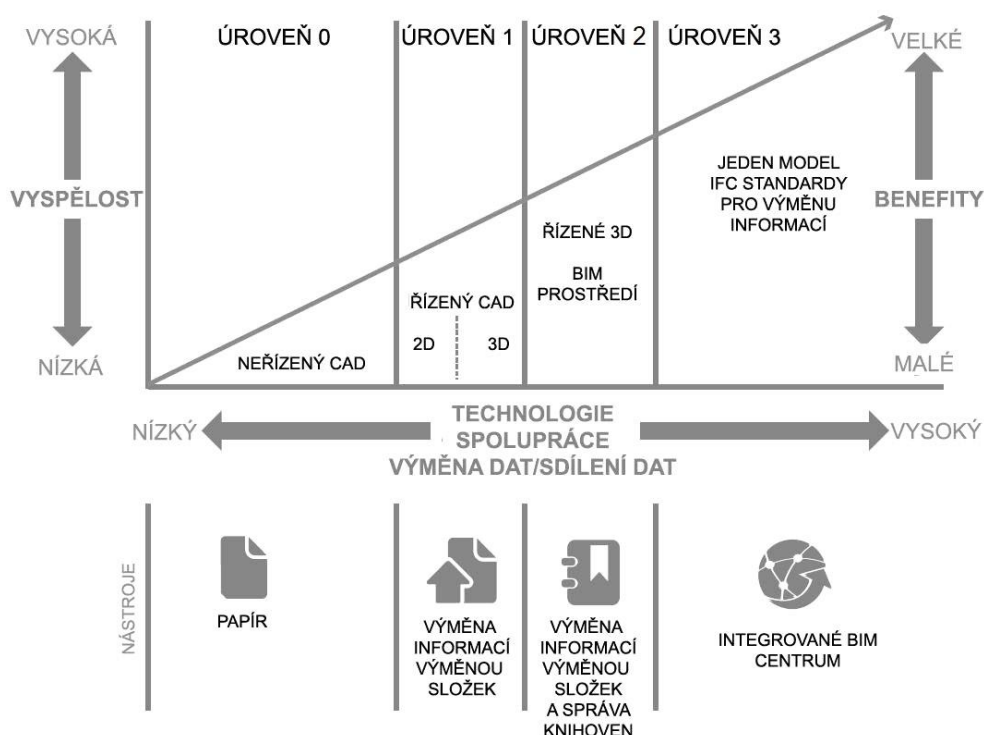 VYSOKÁ
ÚROVEŇ 0
ÚROVEŇ 1
ÚROVEŇ 2
ÚROVEŇ 3
VELKÉ
VYSPĚLOST
BENEFITY
JEDEN MODEL
IFC STANDARDY
PRO VÝMĚNU
INFORMACÍ
ŘÍZENÉ 3D
BIM
PROSTŘEDÍ
ŘÍZENÝ CAD
2D
3D
NEŘÍZENÝ CAD
NÍZKÁ
MALÉ
NÍZKÝ
TECHNOLOGIE
SPOLUPRÁCE
VÝMĚNA DAT/SDÍLENÍ DAT
VYSOKÝ
NÁSTROJE
PAPÍR
VÝMĚNA
INFORMACÍ
VÝMĚNOU
SLOŽEK
VÝMĚNA
INFORMACÍ
VÝMĚNOU
SLOŽEK
A SPRÁVA
KNIHOVEN
INTEGROVANÉ BIM
CENTRUM